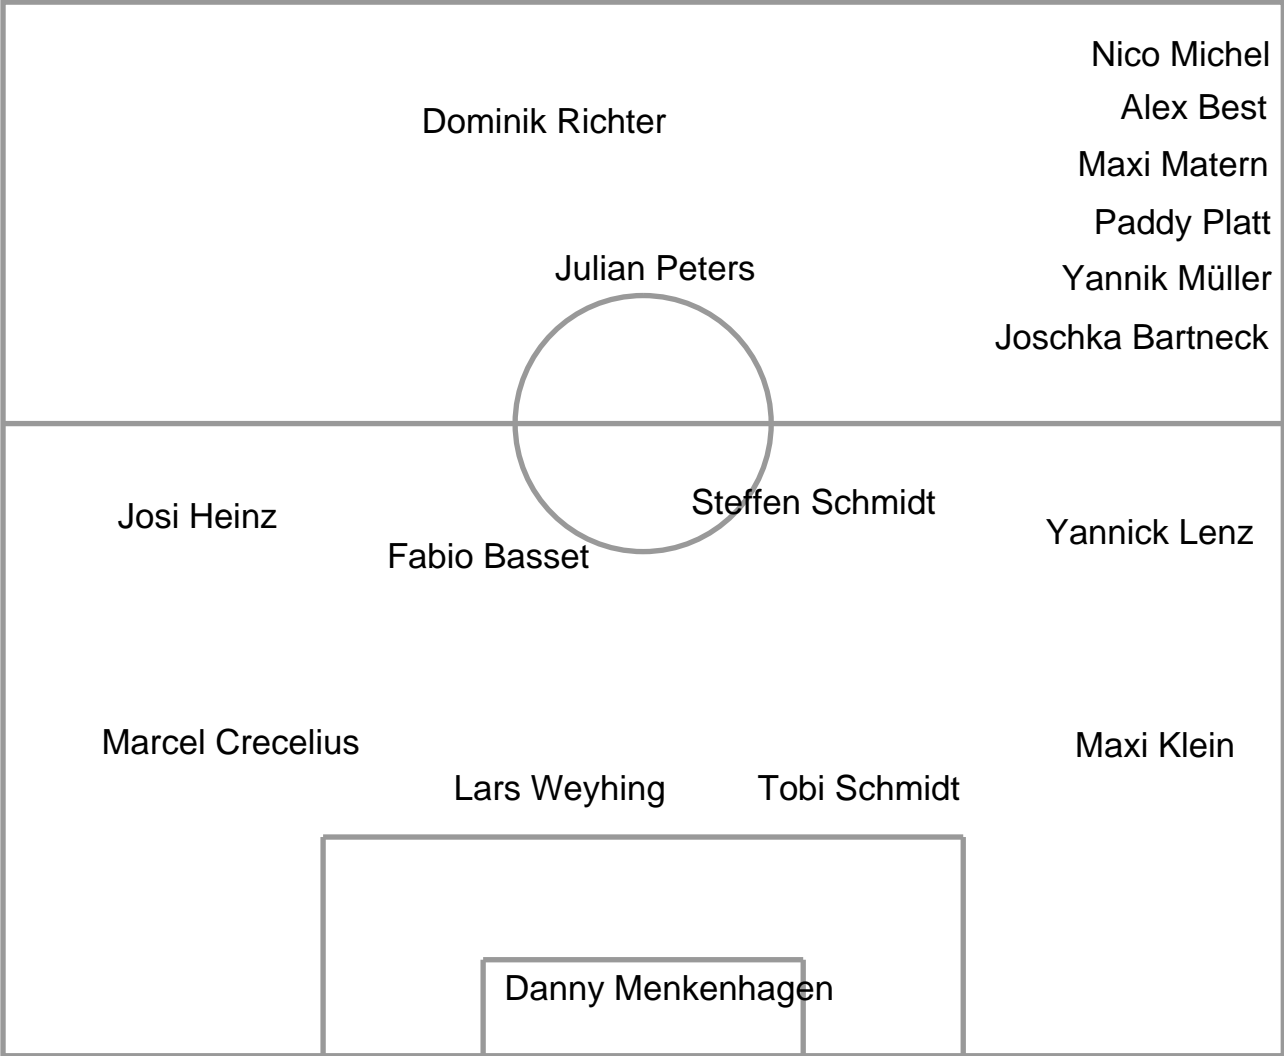 Nico Michel
Alex Best
Dominik Richter
Maxi Matern
Paddy Platt
Julian Peters
Yannik Müller
Joschka Bartneck
Steffen Schmidt
Josi Heinz
Yannick Lenz
Fabio Basset
Marcel Crecelius
Maxi Klein
Lars Weyhing
Tobi Schmidt
Danny Menkenhagen